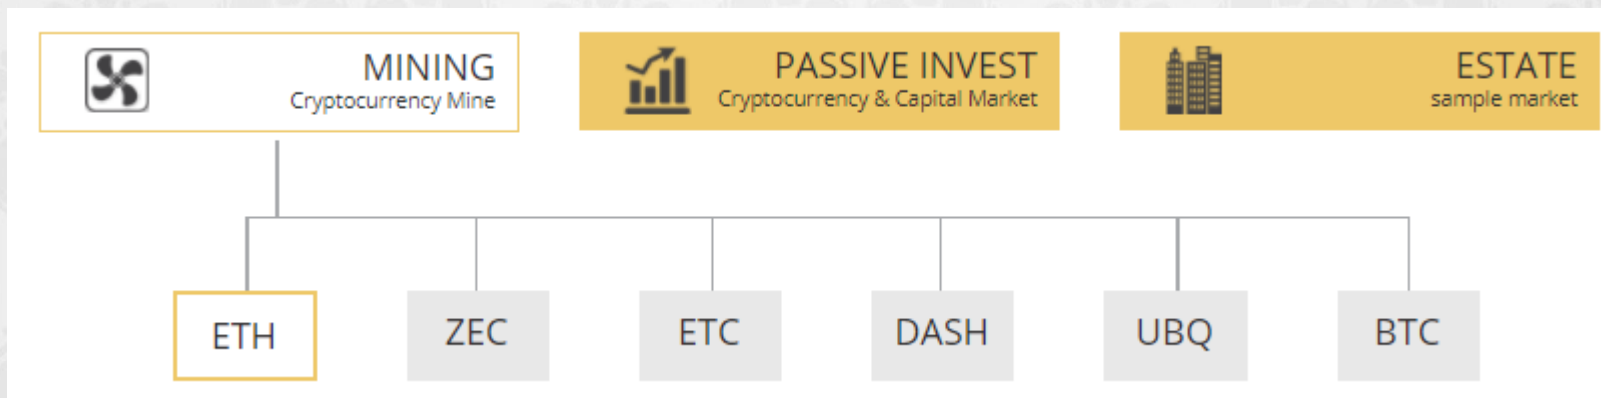 MINING
Cryptocurrency Mine
PASSIVE INVEST
Cryptocurrency & Capital Market
ESTATE
sample market
ETH
ZEC
ETC
DASH
UBQ
BTC